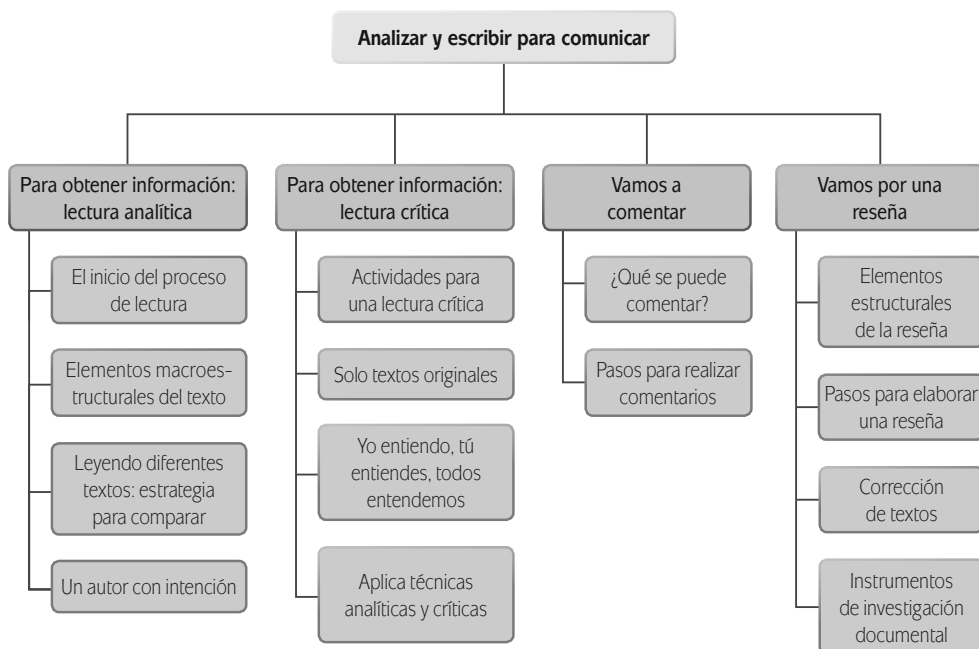 Analizar y escribir para comunicar
Para obtener información:
lectura analítica
El inicio del proceso
de lectura
Elementos macroes-
tructurales del texto
Leyendo diferentes
textos: estrategia
para comparar
Un autor con intención
Para obtener información:
lectura crítica
Actividades para
una lectura crítica
Solo textos originales
Yo entiendo, tú
entiendes, todos
entendemos
Aplica técnicas
analíticas y críticas
Vamos a
comentar
¿Qué se puede
comentar?
Pasos para realizar
comentarios
Vamos por una
reseña
Elementos
estructurales
de la reseña
Pasos para elaborar
una reseña
Corrección
de textos
Instrumentos
de investigación
documental